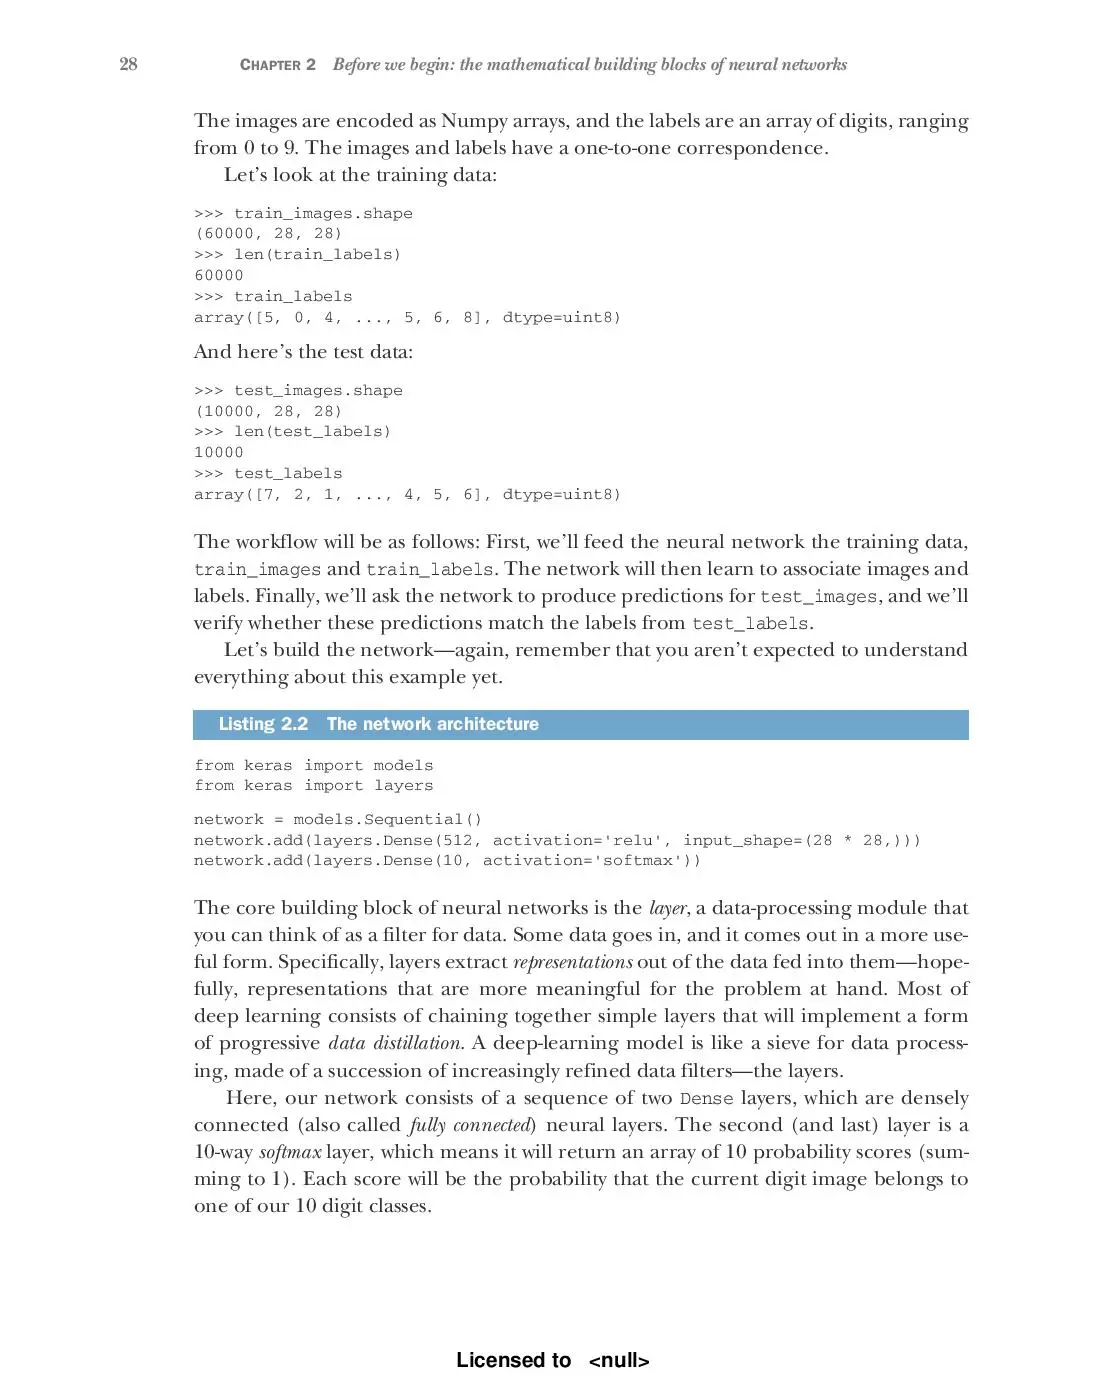 28 CHAPTER 2 Before we begin: the mathematical building blocks of neural networks
The images are encoded as Numpy arrays, and the labels are an array of digits, ranging
from 0 to 9. The images and labels have a one-to-one correspondence.
Let’s look at the training data:
>>> train_images.shape
(60000, 28, 28)
>>> len(train_labels)
60000
>>> train_labels
array([5, 0, 4, ..., 5, 6, 8], dtype=uint8)
And here’s the test data:
>>> test_images.shape
(10000, 28, 28)
>>> len(test_labels)
10000
>>> test_labels
array([7, 2, 1, ..., 4, 5, 6], dtype=uint8)
The workflow will be as follows: First, we’ll feed the neural network the training data,
train_images and train_labels. The network will then learn to associate images and
labels. Finally, we’ll ask the network to produce predictions for test_images, and we’ll
verify whether these predictions match the labels from test_labels.
Let’s build the network—again, remember that you aren’t expected to understand
everything about this example yet.
Listing 2.2 The network architecture
from keras import models
from keras import layers
network = models.Sequential()
network.add(layers.Dense(512, activation='relu', input_shape=(28 * 28,)))
network.add(layers.Dense(10, activation='softmax'))
The core building block of neural networks is the layer, a data-processing module that
you can think of as a filter for data. Some data goes in, and it comes out in a more use-
ful form. Specifically, layers extract representations out of the data fed into them—hope-
fully, representations that are more meaningful for the problem at hand. Most of
deep learning consists of chaining together simple layers that will implement a form
of progressive data distillation. A deep-learning model is like a sieve for data process-
ing, made of a succession of increasingly refined data filters—the layers.
Here, our network consists of a sequence of two Dense layers, which are densely
connected (also called fully connected) neural layers. The second (and last) layer is a
10-way softmax layer, which means it will return an array of 10 probability scores (sum-
ming to 1). Each score will be the probability that the current digit image belongs to
one of our 10 digit classes.
Licensed to <null>